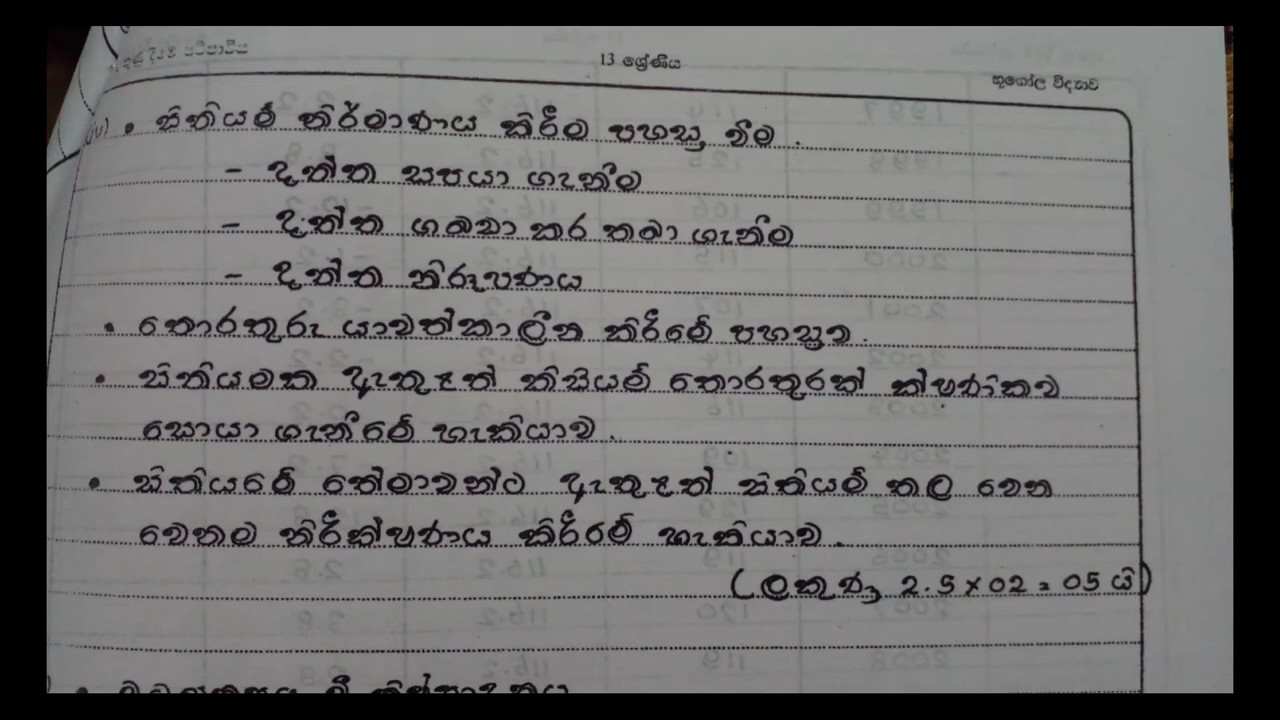 13 ශ්‍රේණිය
භූගෝල විද්‍යාව
(iv) • සිතියම් නිර්මාණය කිරීම පහසු වීම .
- දත්ත සපයා ගැනීම
- දත්ත ගබඩා කර තබා ගැනීම
- දත්ත නිරූපණය
• තොරතුරු යාවත්කාලීන කිරීමේ පහසුව .
• සිතියමක ඇතුළත් කිසියම් තොරතුරක් ක්ෂණිකව
සොයා ගැනීමේ හැකියාව .
• සිතියමේ තේමාවන්ට ඇතුළත් සිතියම් තල වෙන
වෙනම නිරීක්ෂණය කිරීමේ හැකියාව .
(ලකුණු 2.5 × 02 = 05 යි)